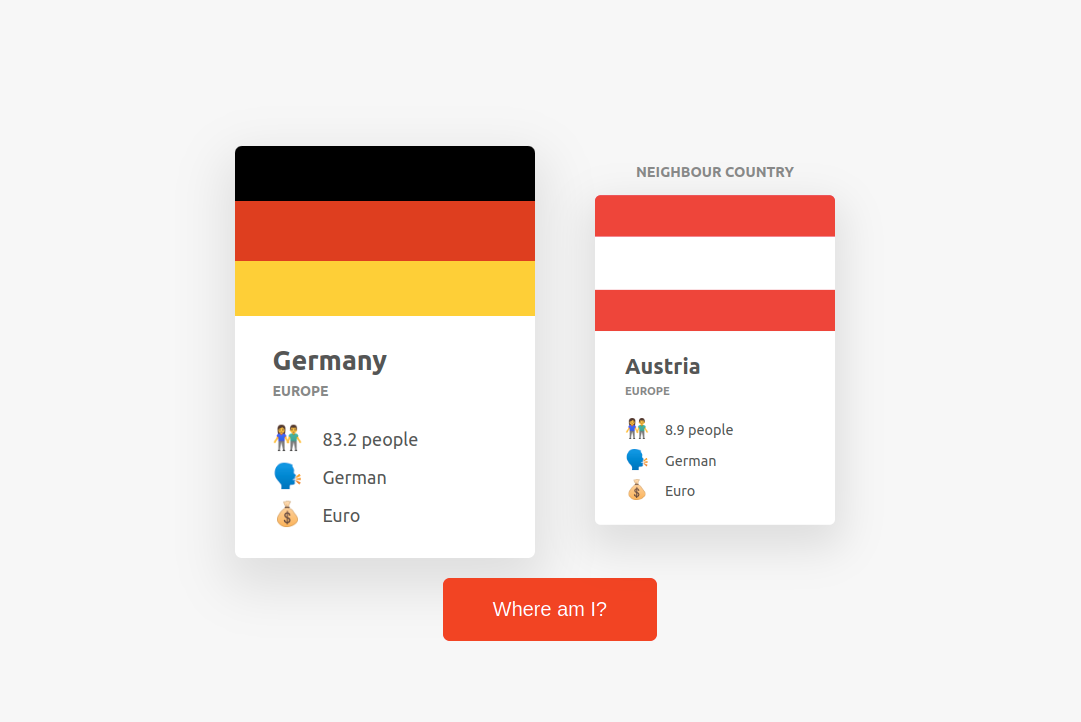 Germany
EUROPE
83.2 people
German
Euro
NEIGHBOUR COUNTRY
Austria
EUROPE
8.9 people
German
Euro
Where am I?